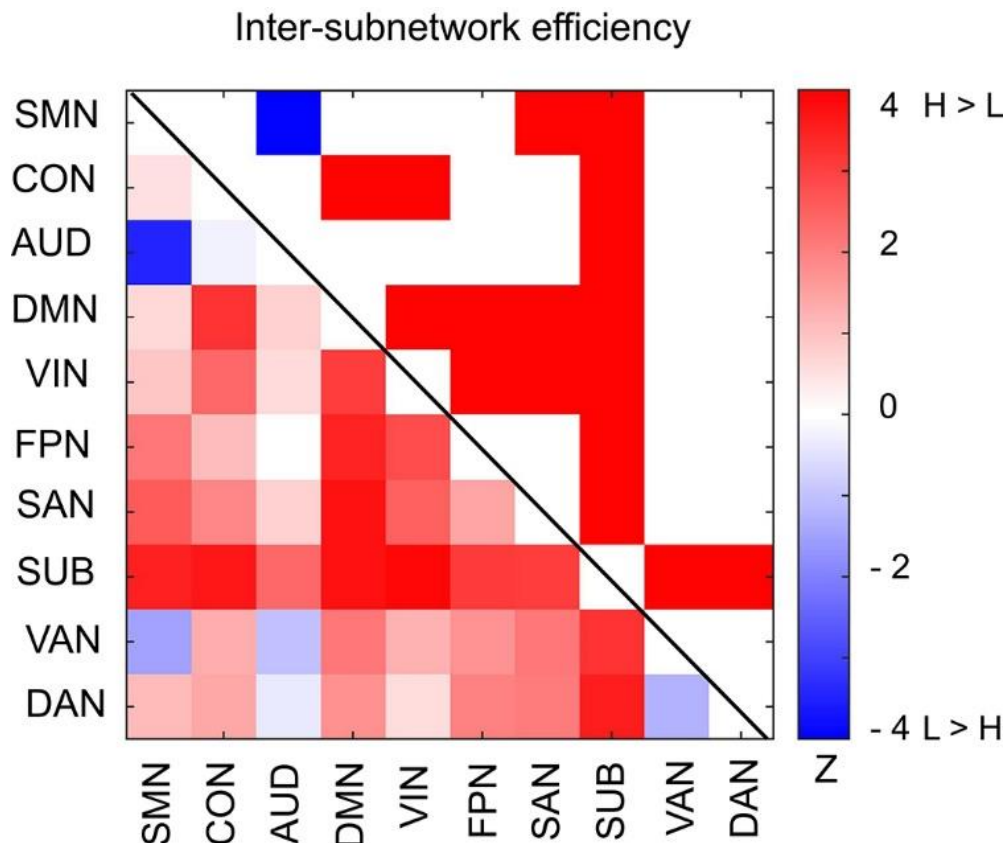 Inter-subnetwork efficiency
SMN
CON
AUD
DMN
VIN
FPN
SAN
SUB
VAN
DAN
SMN CON AUD DMN VIN FPN SAN SUB VAN DAN
4 H > L
2
0
- 2
- 4 L > H
Z